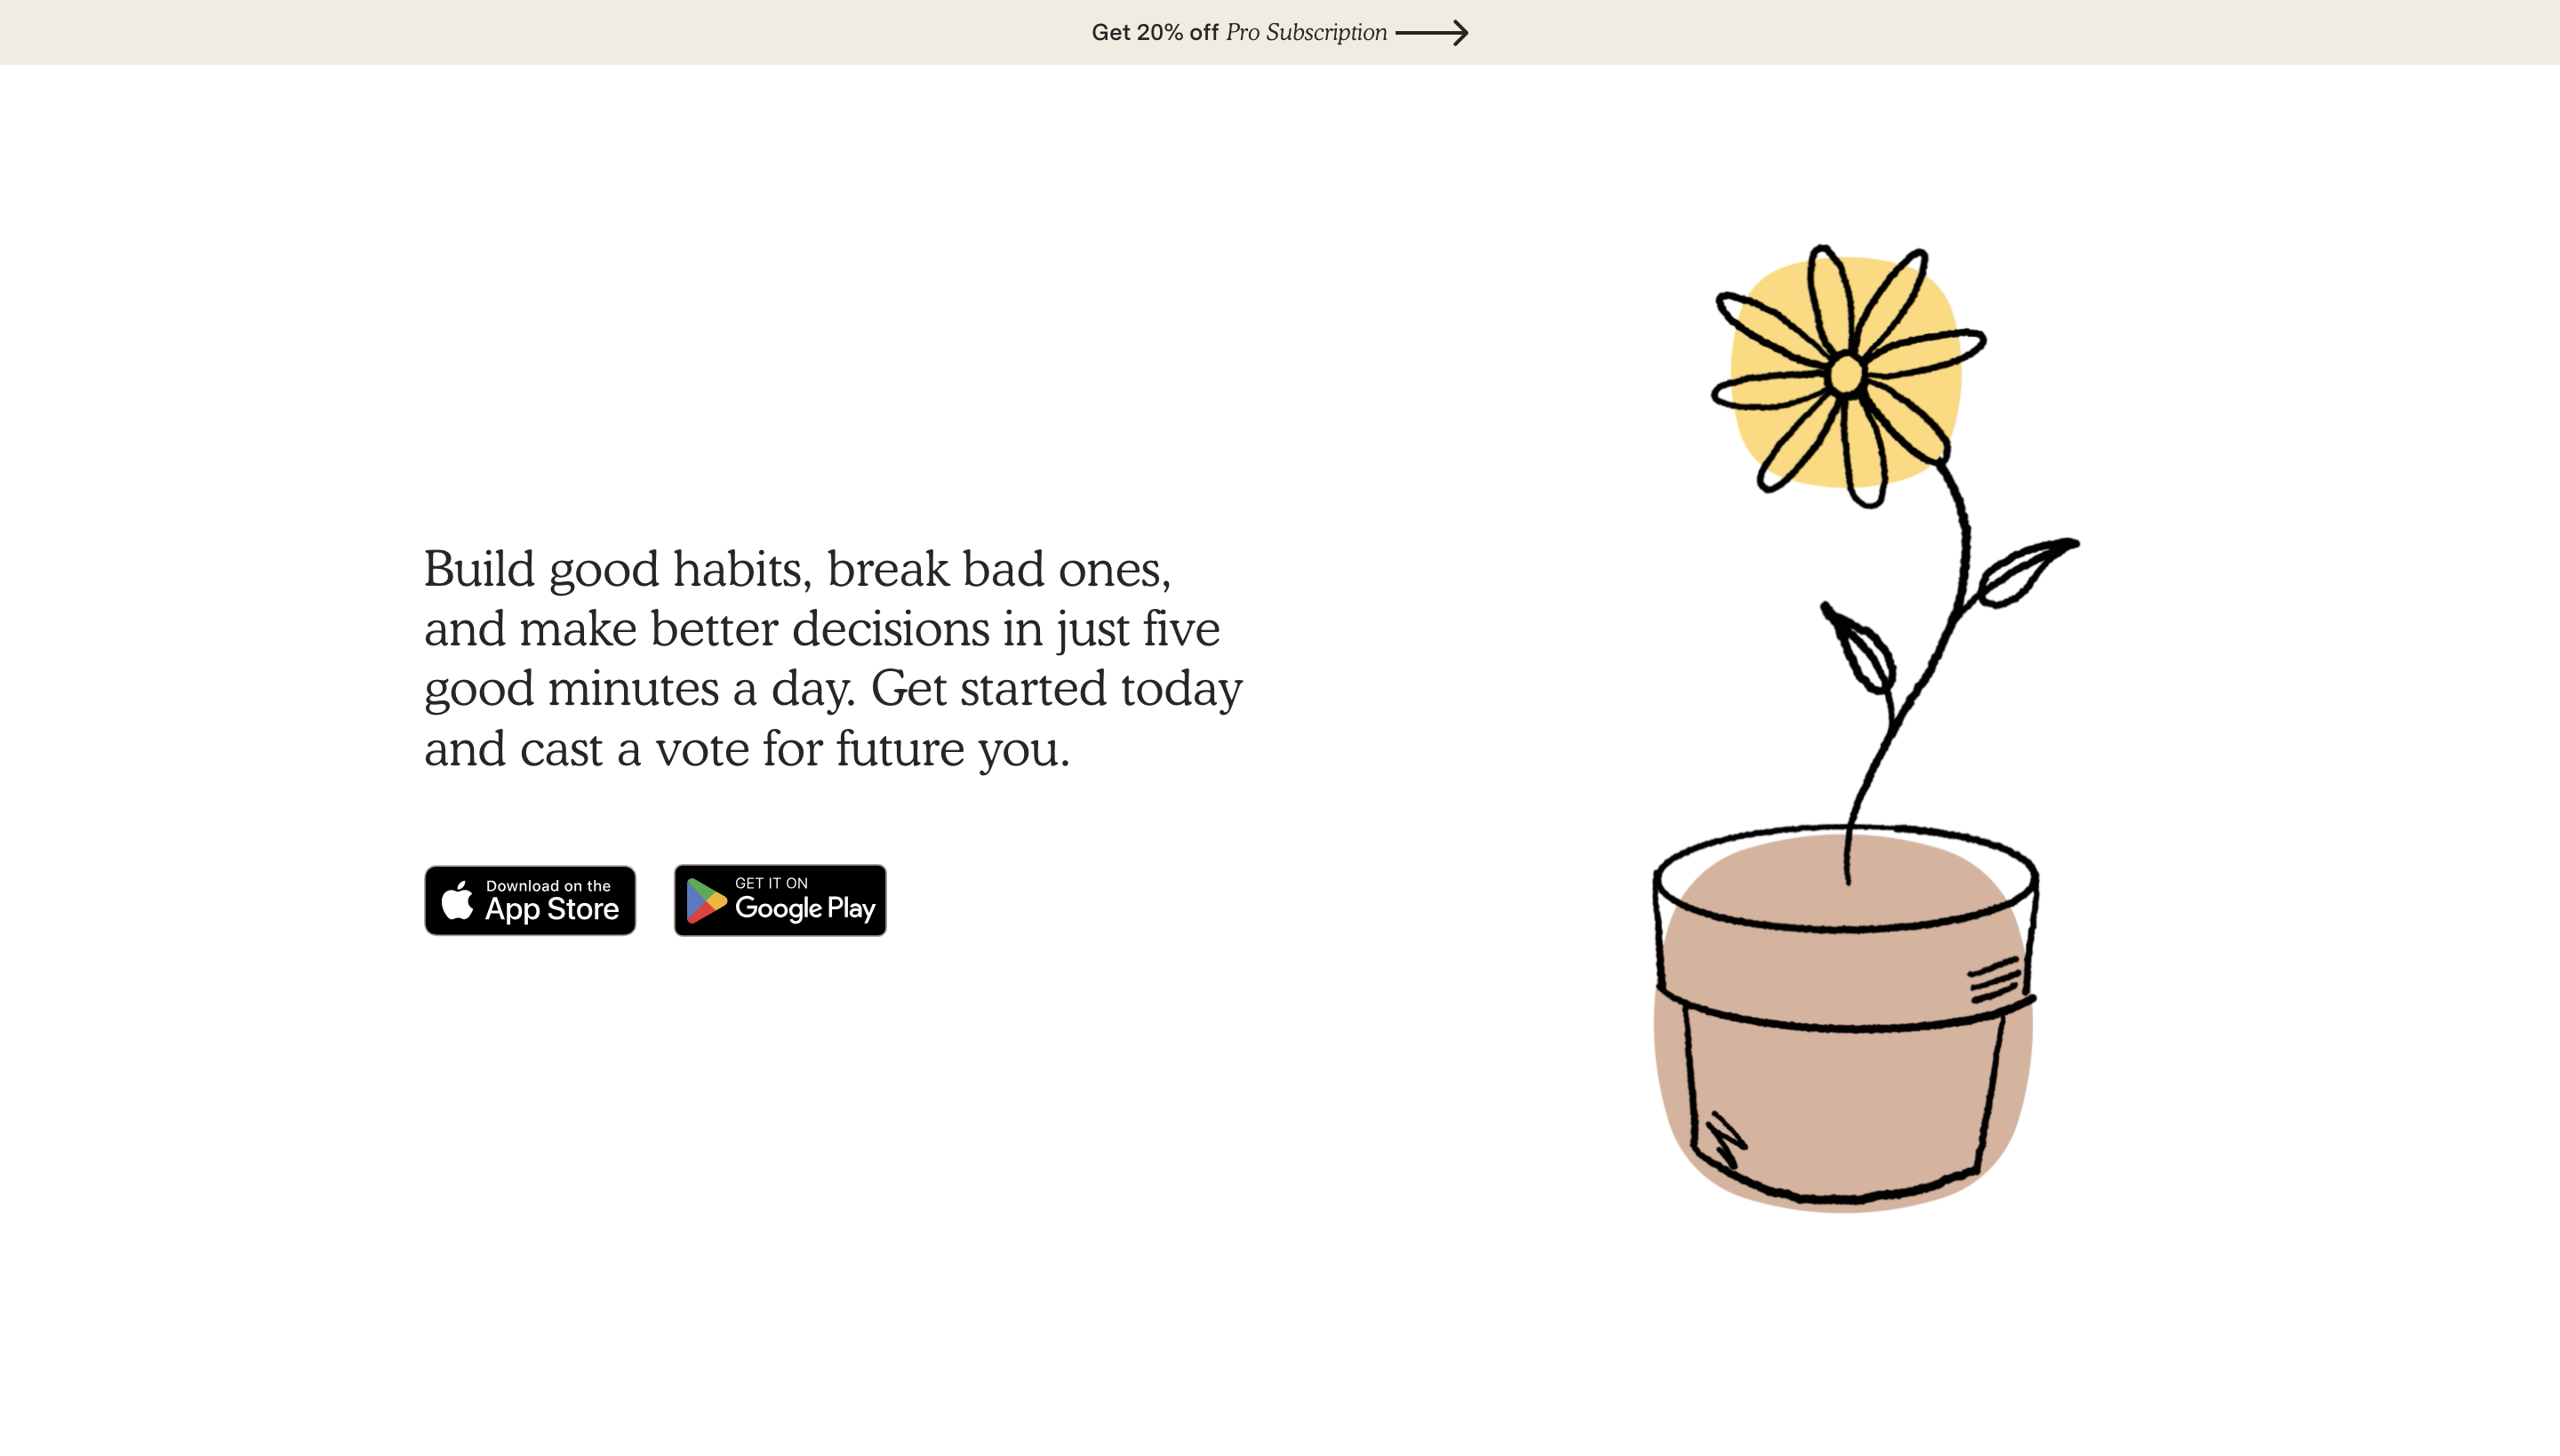 Get 20% off Pro Subscription
Build good habits, break bad ones,
and make better decisions in just five
good minutes a day. Get started today
and cast a vote for future you.
Download on the
App Store
GET IT ON
Google Play